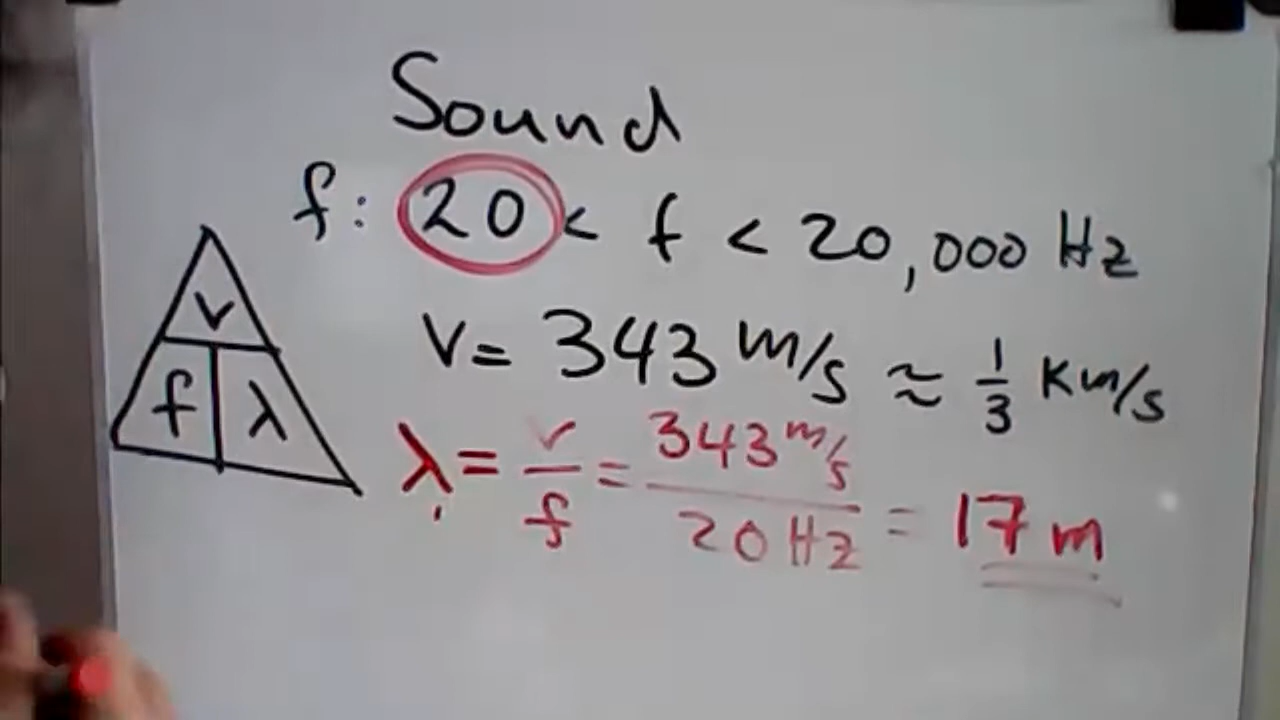 Sound
f: 20 < f < 20,000 Hz
v
f λ
v = 343 m/s ≈ 1/3 Km/s
λ = v/f = 343 m/s / 20 Hz = 17 m